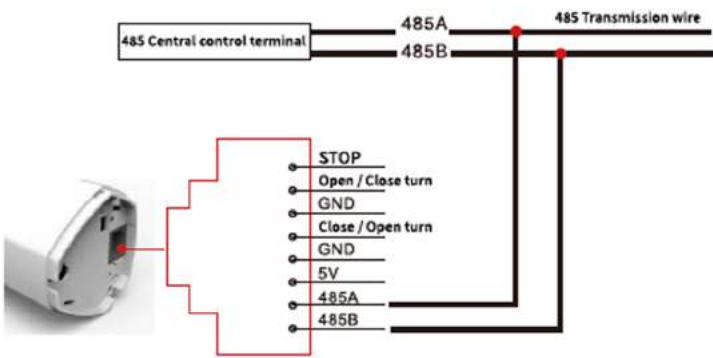 485A
485 Transmission wire
485 Central control terminal
485B
STOP
Open / Close turn
GND
Close / Open turn
GND
5V
485A
485B